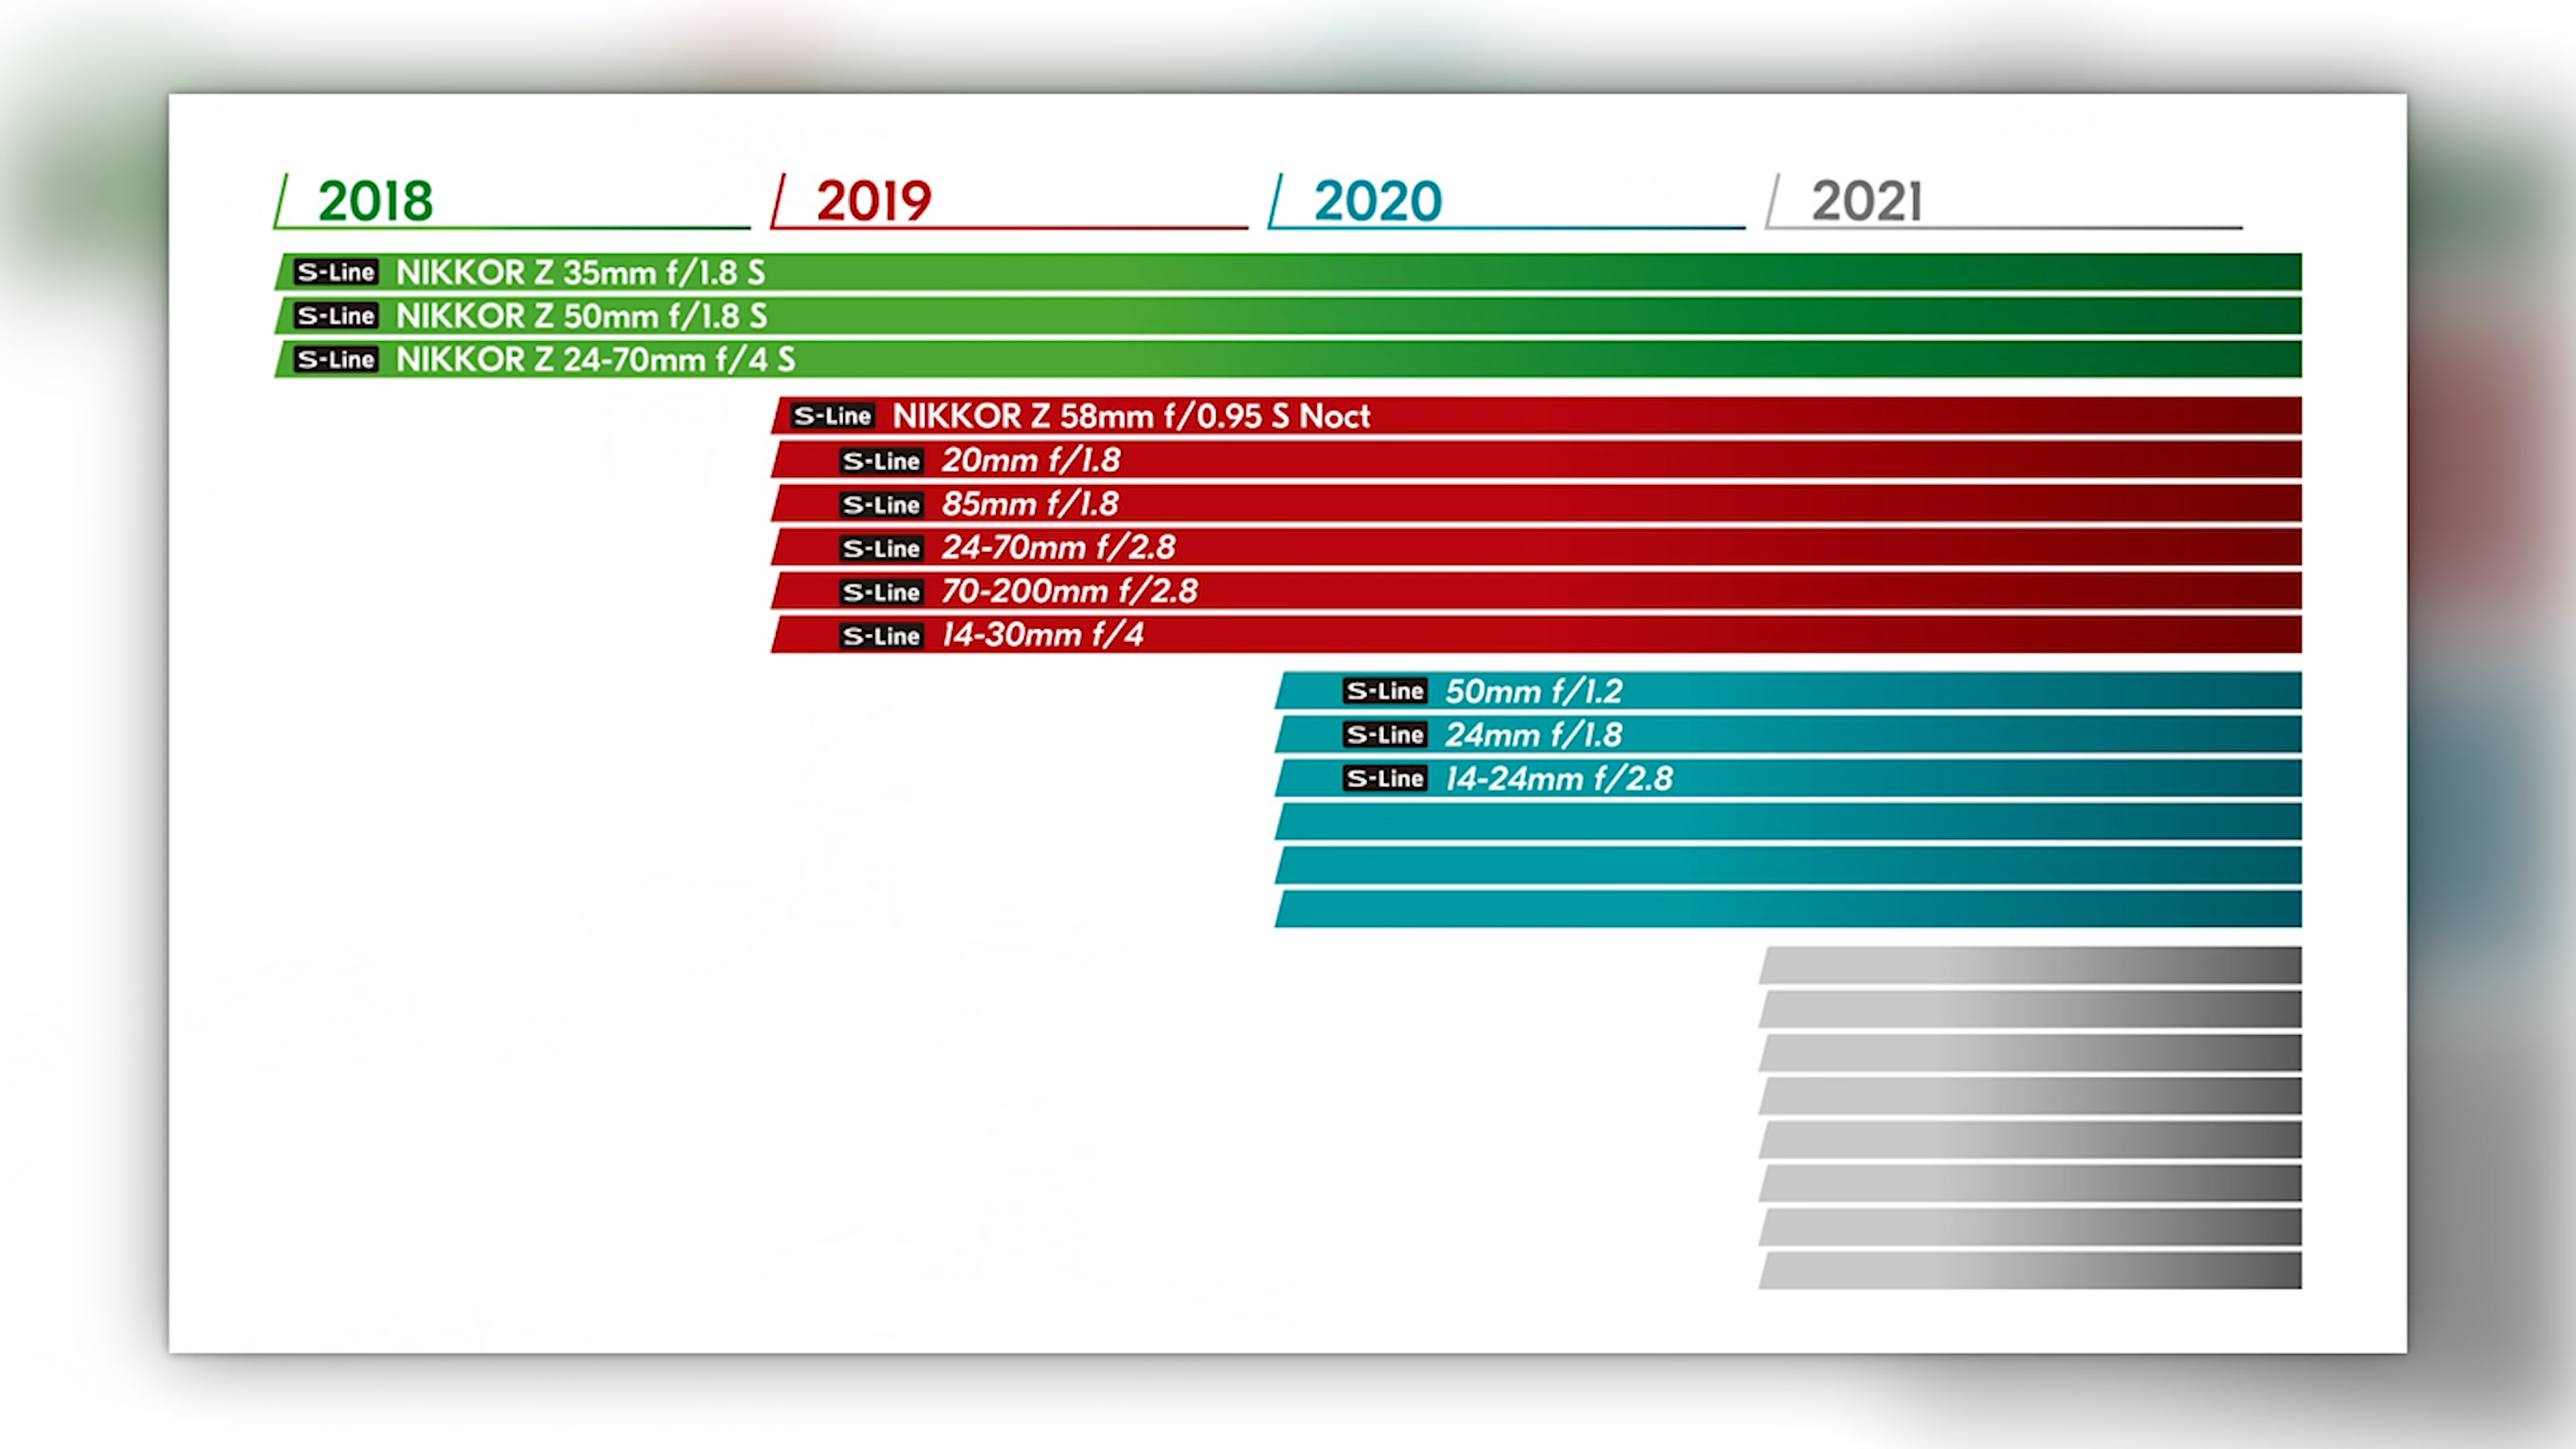 2018 2019 2020 2021
S-Line NIKKOR Z 35mm f/1.8 S
S-Line NIKKOR Z 50mm f/1.8 S
S-Line NIKKOR Z 24-70mm f/4 S
S-Line NIKKOR Z 58mm f/0.95 S Noct
S-Line 20mm f/1.8
S-Line 85mm f/1.8
S-Line 24-70mm f/2.8
S-Line 70-200mm f/2.8
S-Line 14-30mm f/4
S-Line 50mm f/1.2
S-Line 24mm f/1.8
S-Line 14-24mm f/2.8